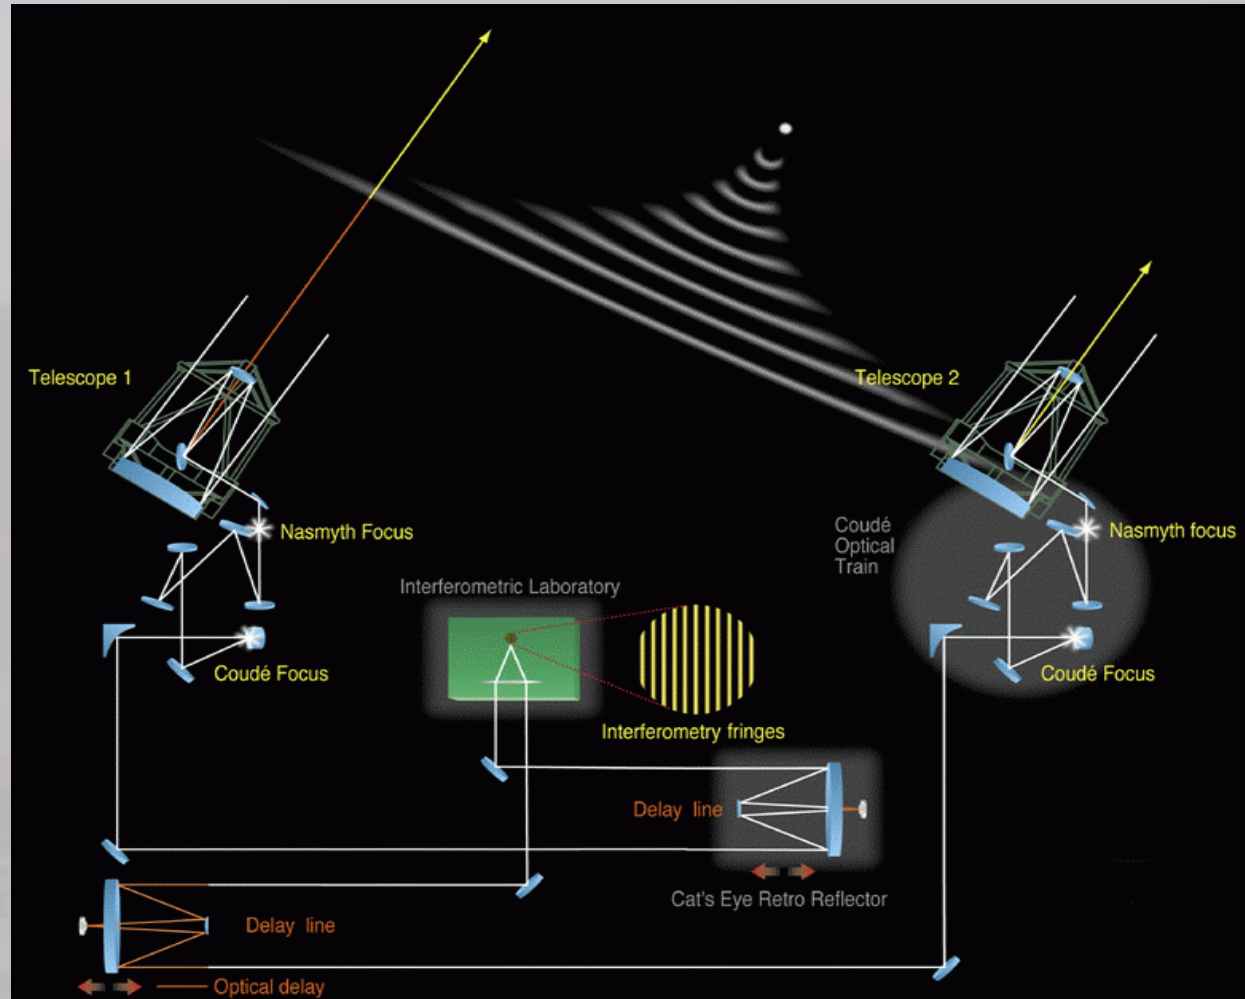 Telescope 1
Telescope 2
Nasmyth Focus
Coudé
Optical
Train
Nasmyth focus
Interferometric Laboratory
Coudé Focus
Coudé Focus
Interferometry fringes
Delay line
Cat's Eye Retro Reflector
Delay line
Optical delay